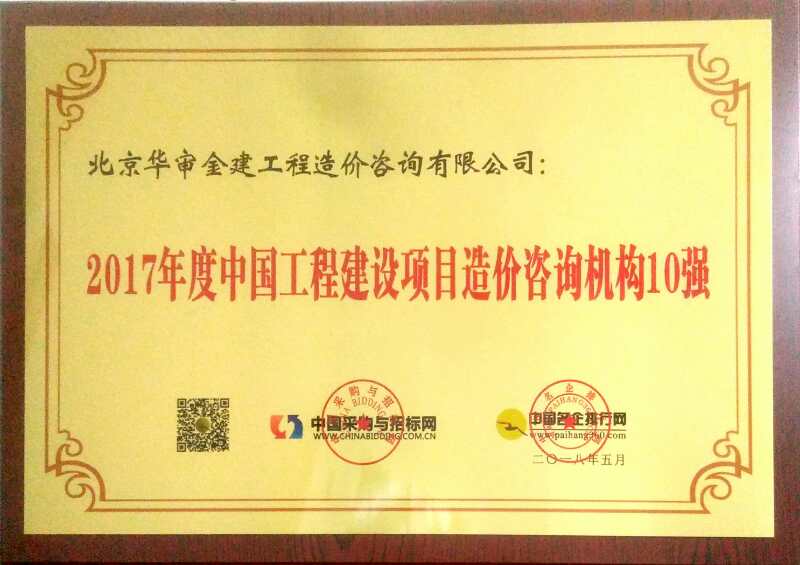 北京华审金建工程造价咨询有限公司：
2017年度中国工程建设项目造价咨询机构10强
中国采购与招标网
WWW.CHINABIDDING.COM.CN
中国名企排行网
www.paihang360.com
二〇一八年五月